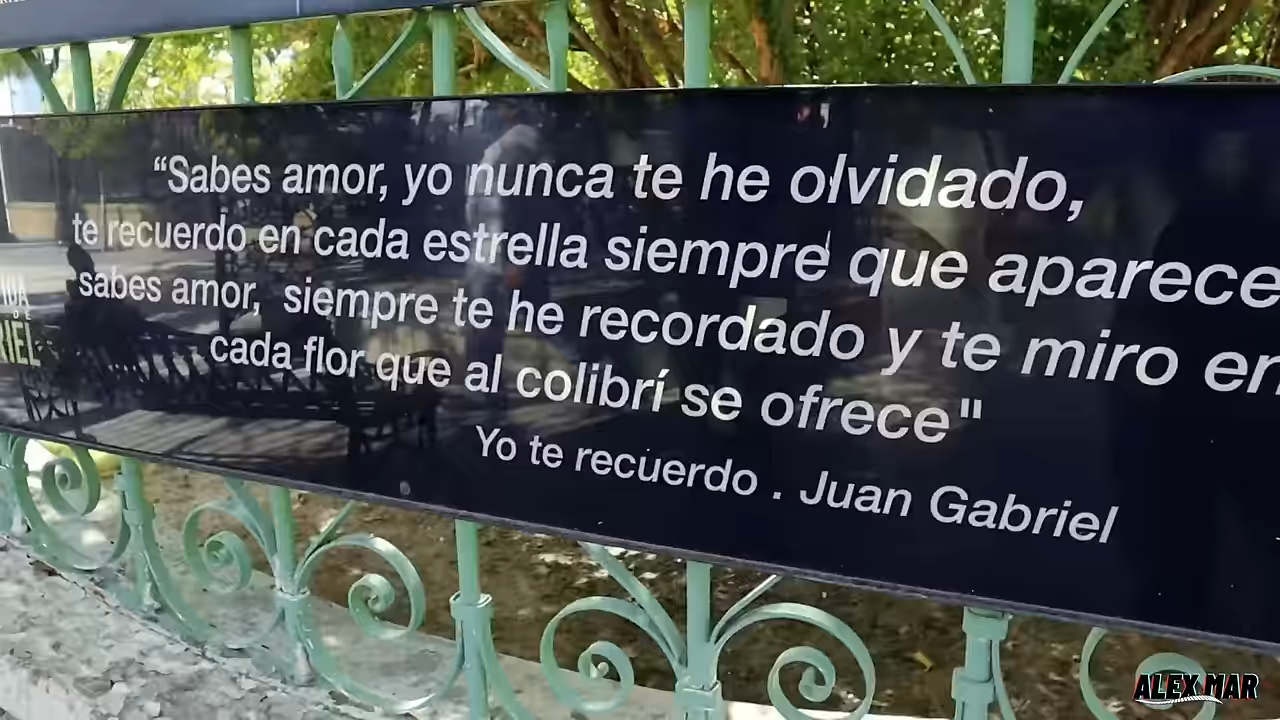 “Sabes amor, yo nunca te he olvidado,
te recuerdo en cada estrella siempre que aparece
sabes amor, siempre te he recordado y te miro en
cada flor que al colibrí se ofrece"
Yo te recuerdo . Juan Gabriel
ALEX MAR